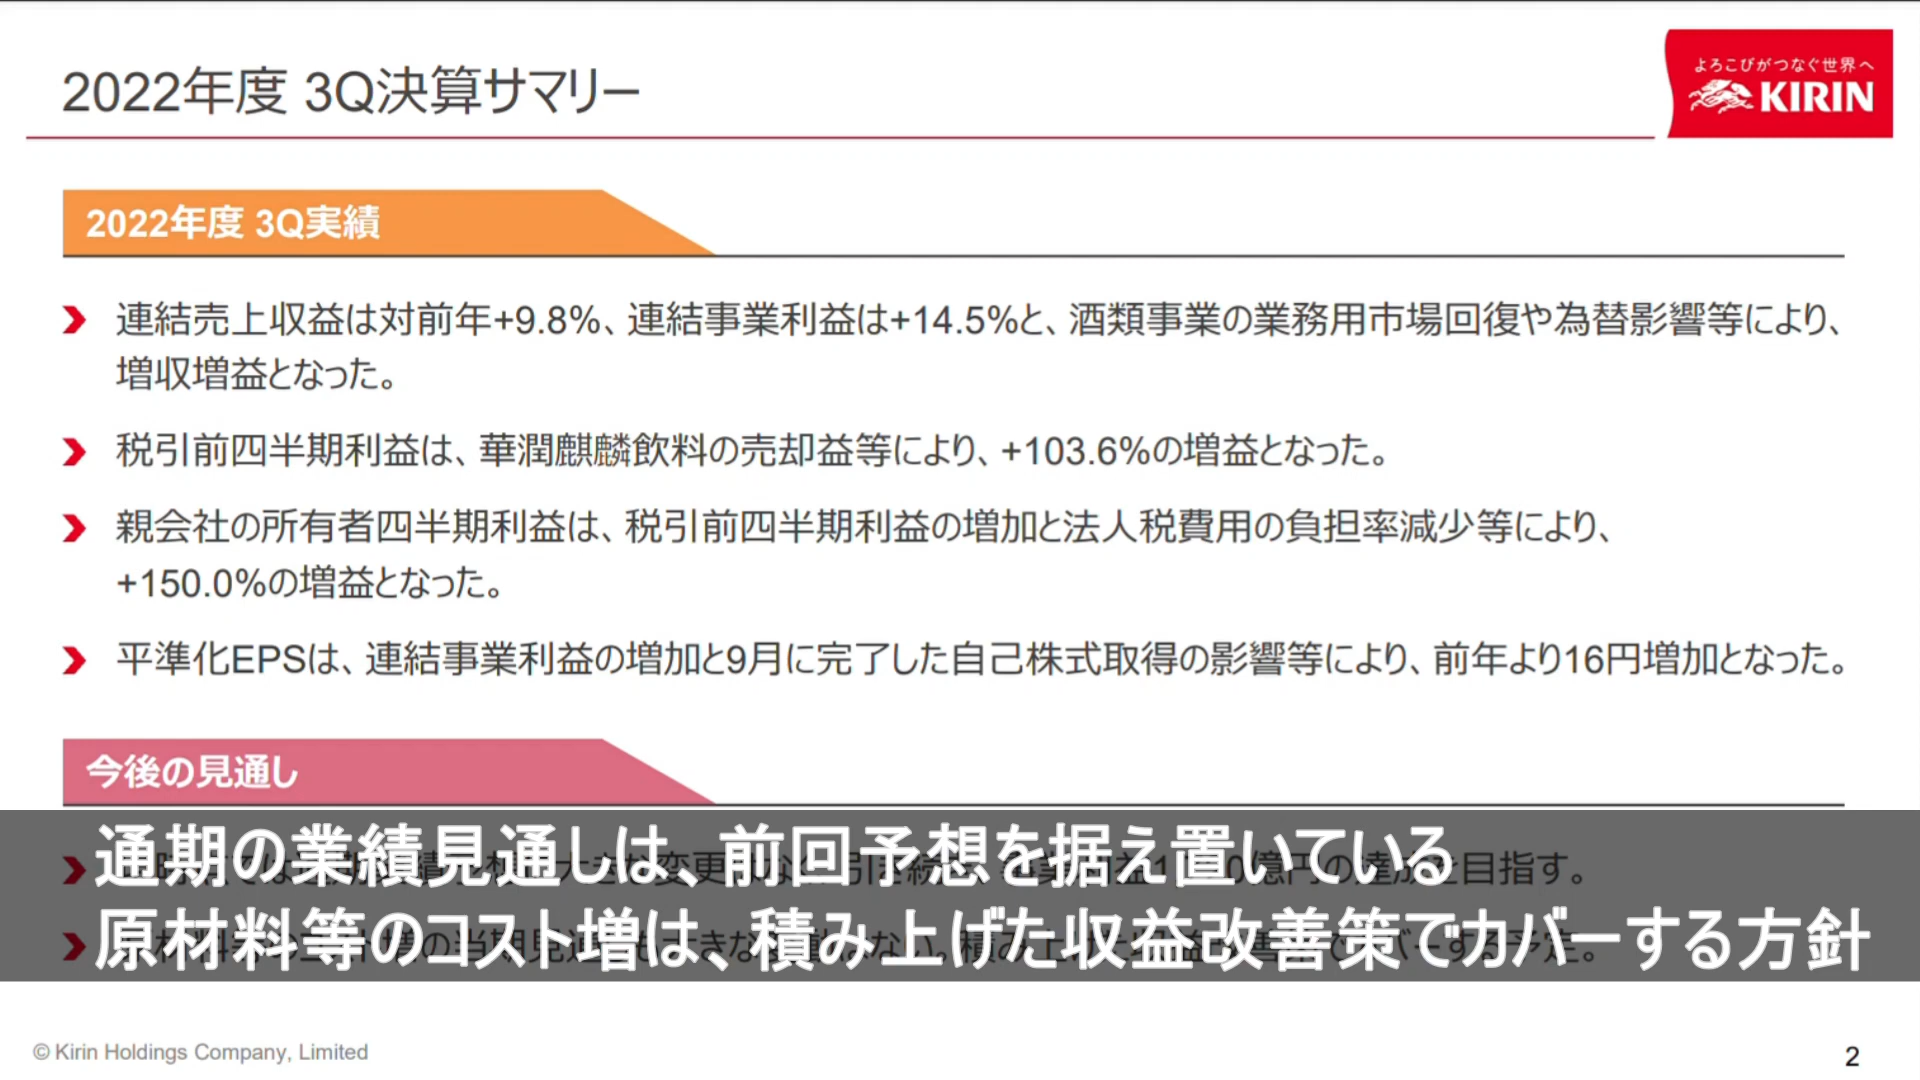 2022年度 3Q決算サマリー
よろこびがつなぐ世界へ
KIRIN
2022年度 3Q実績
連結売上収益は対前年+9.8%、連結事業利益は+14.5%と、酒類事業の業務用市場回復や為替影響等により、
増収増益となった。
税引前四半期利益は、華潤麒麟飲料の売却益等により、+103.6%の増益となった。
親会社の所有者四半期利益は、税引前四半期利益の増加と法人税費用の負担率減少等により、
+150.0%の増益となった。
平準化EPSは、連結事業利益の増加と9月に完了した自己株式取得の影響等により、前年より16円増加となった。
今後の見通し
通期の業績見通しは、前回予想を据え置いている
目指す。
原材料等のコスト増は、積み上げた収益改善策でカバーする方針
© Kirin Holdings Company, Limited
2